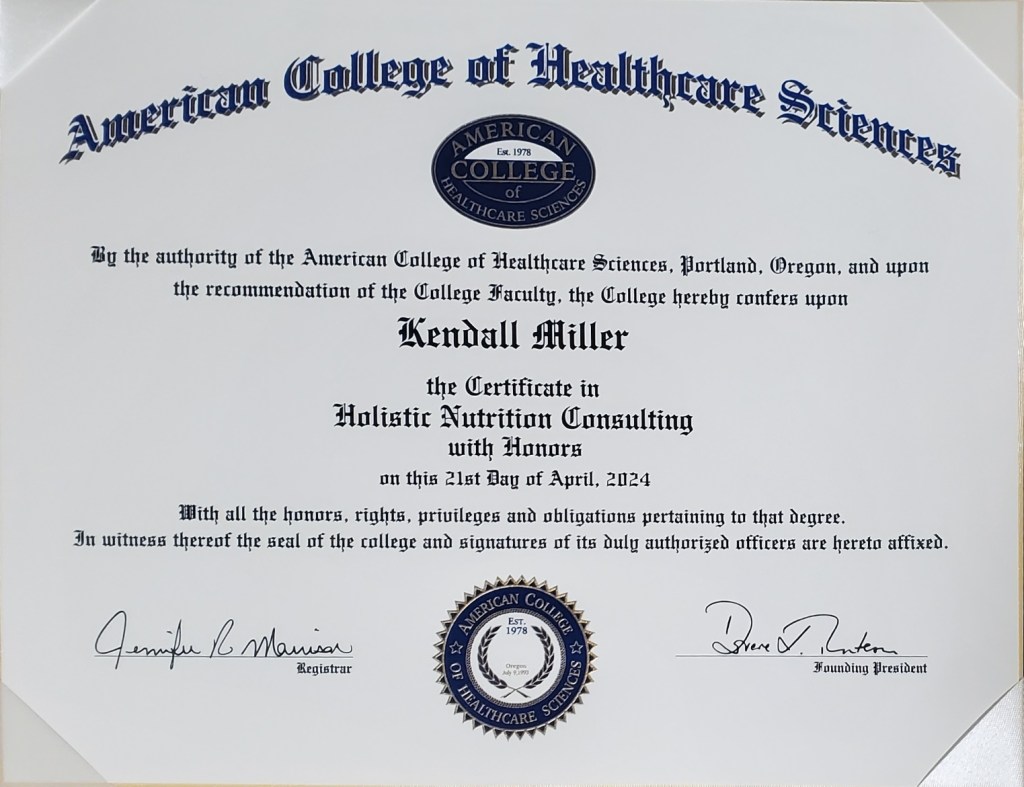 American College of Healthcare Sciences
AMERICAN
Est. 1978
COLLEGE
of
HEALTHCARE SCIENCES
By the authority of the American College of Healthcare Sciences, Portland, Oregon, and upon
the recommendation of the College Faculty, the College hereby confers upon
Kendall Miller
the Certificate in
Holistic Nutrition Consulting
with Honors
on this 21st Day of April, 2024
With all the honors, rights, privileges and obligations pertaining to that degree.
In witness thereof the seal of the college and signatures of its duly authorized officers are hereto affixed.
AMERICAN COLLEGE
EST.
1978
Oregon
OF HEALTHCARE SCIENCES
Jennifer R
Registrar
Founding President